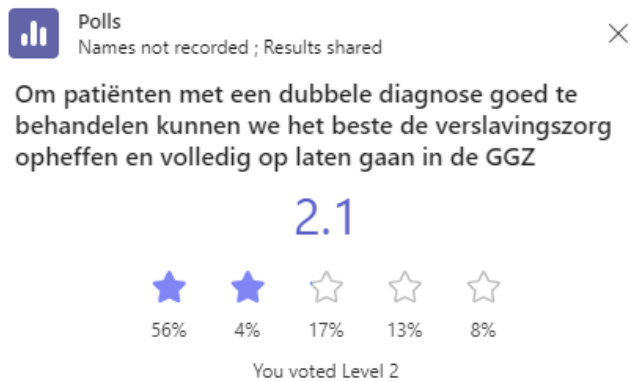 Polls
Names not recorded ; Results shared
Om patiënten met een dubbele diagnose goed te
behandelen kunnen we het beste de verslavingszorg
opheffen en volledig op laten gaan in de GGZ
2.1
56% 4% 17% 13% 8%
You voted Level 2